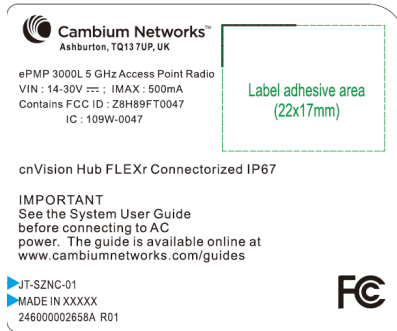 Cambium Networks™
Ashburton, TQ13 7UP, UK
ePMP 3000L 5 GHz Access Point Radio
VIN : 14-30V ⎓ ; IMAX : 500mA
Contains FCC ID : Z8H89FT0047
IC : 109W-0047
Label adhesive area
(22x17mm)
cnVision Hub FLEXr Connectorized IP67
IMPORTANT
See the System User Guide
before connecting to AC
power. The guide is available online at
www.cambiumnetworks.com/guides
JT-SZNC-01
MADE IN XXXXX
246000002658A R01
FC